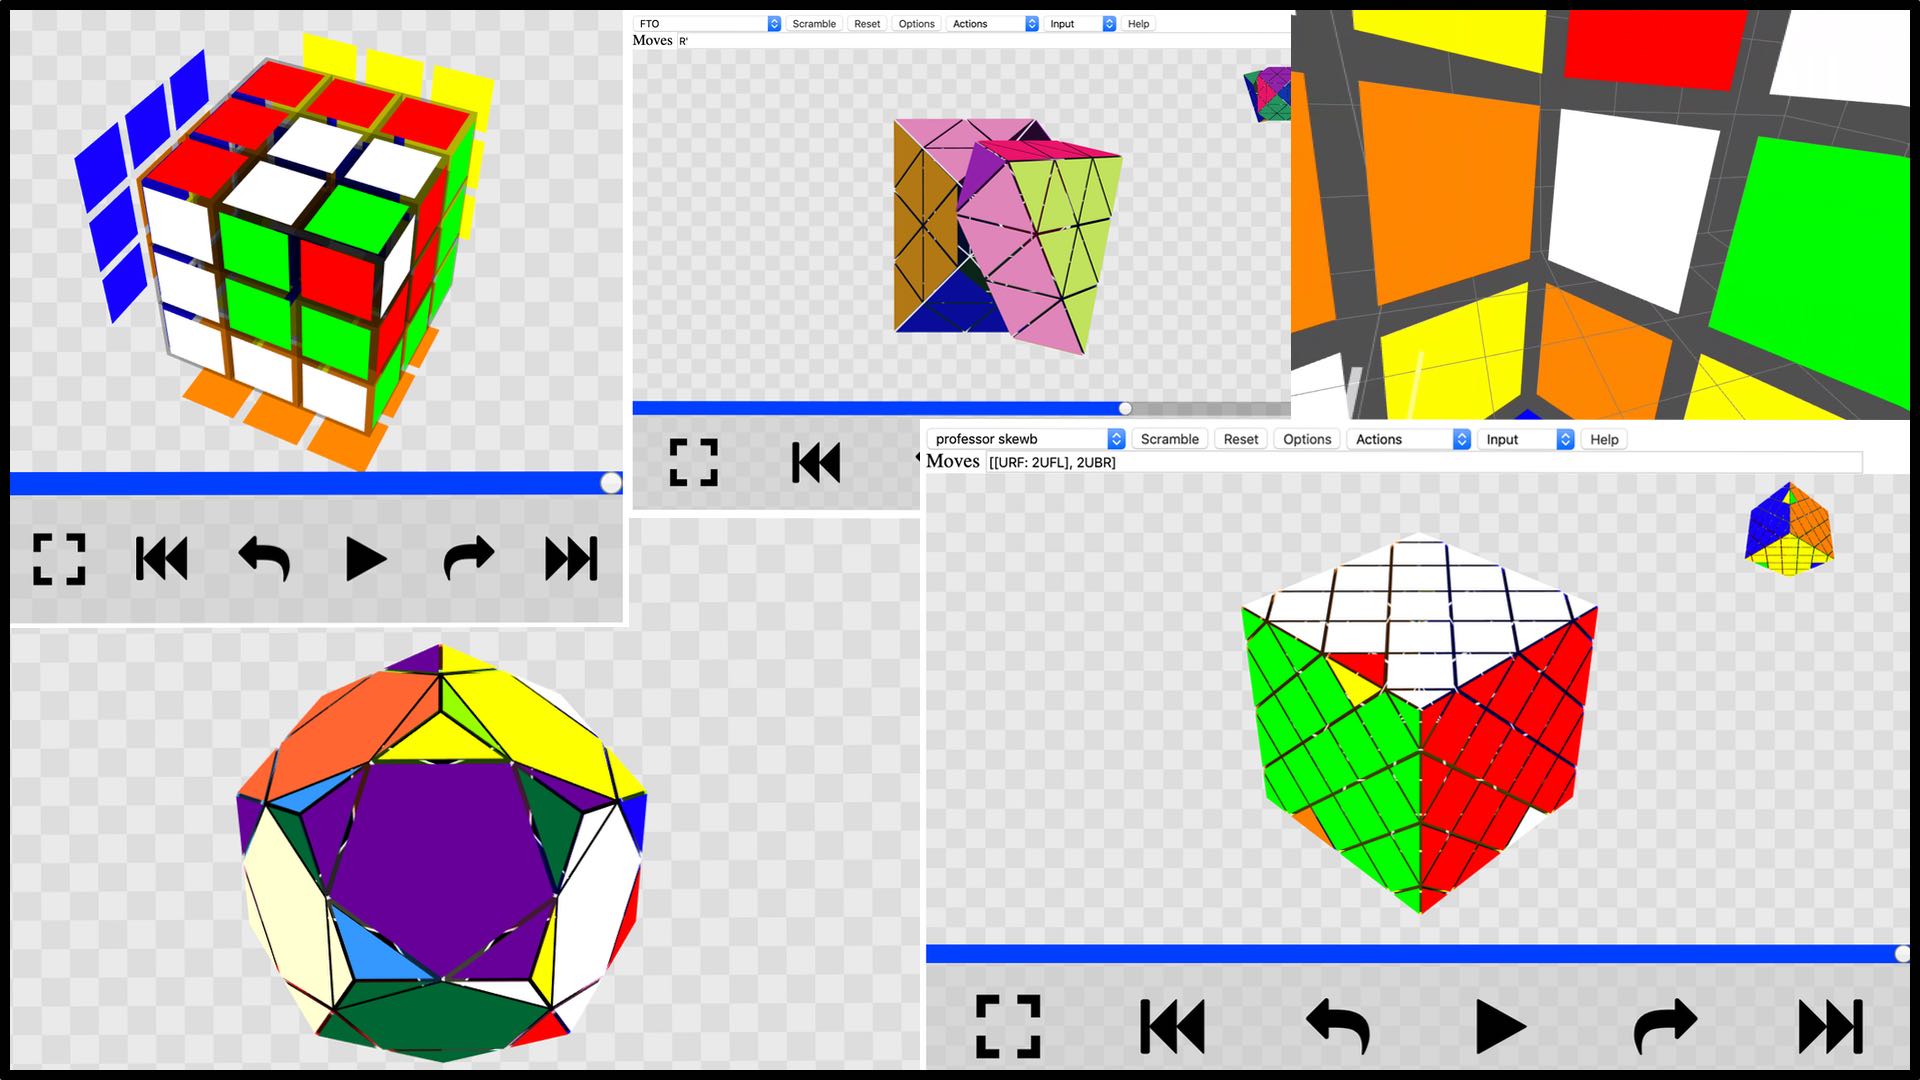 FTO Scramble Reset Options Actions Input Help
Moves R'
professor skewb Scramble Reset Options Actions Input Help
Moves [[URF: 2UFL], 2UBR]